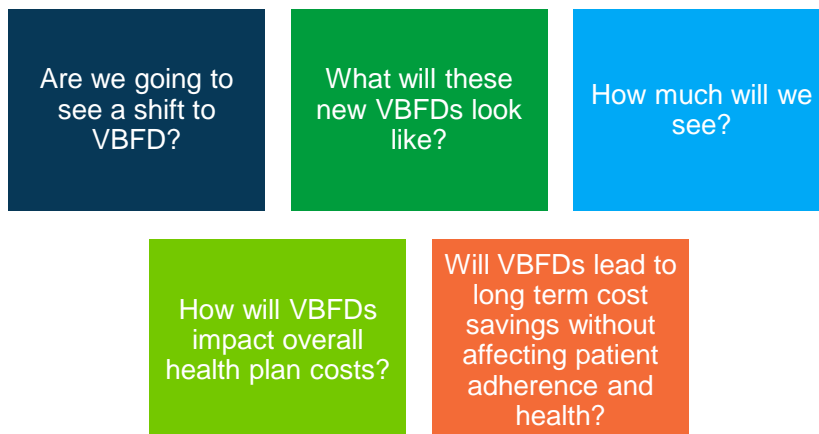 Are we going to
see a shift to
VBFD?
What will these
new VBFDs look
like?
How much will we
see?
How will VBFDs
impact overall
health plan costs?
Will VBFDs lead to
long term cost
savings without
affecting patient
adherence and
health?